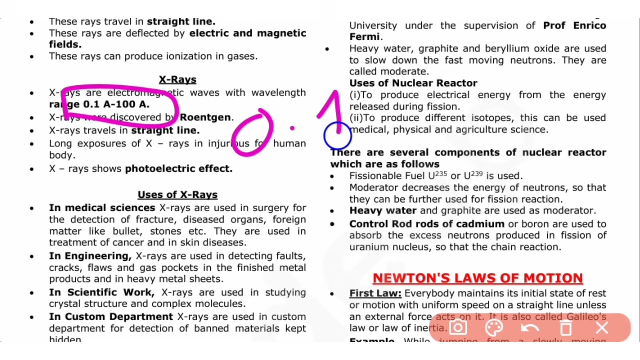 These rays travel in straight line.
These rays are deflected by electric and magnetic
fields.
These rays can produce ionization in gases.
X-Rays
X-rays are electromagnetic waves with wavelength
range 0.1 A-100 A.
X-rays were discovered by Roentgen.
X-rays travels in straight line.
Long exposures of X – rays in injurious for human
body.
X – rays shows photoelectric effect.
Uses of X-Rays
In medical sciences X-rays are used in surgery for
the detection of fracture, diseased organs, foreign
matter like bullet, stones etc. They are used in
treatment of cancer and in skin diseases.
In Engineering, X-rays are used in detecting faults,
cracks, flaws and gas pockets in the finished metal
products and in heavy metal sheets.
In Scientific Work, X-rays are used in studying
crystal structure and complex molecules.
In Custom Department X-rays are used in custom
department for detection of banned materials kept
hidden
University under the supervision of Prof Enrico
Fermi.
Heavy water, graphite and beryllium oxide are used
to slow down the fast moving neutrons. They are
called moderate.
Uses of Nuclear Reactor
(i)To produce electrical energy from the energy
released during fission.
(ii)To produce different isotopes, this can be used
medical, physical and agriculture science.
There are several components of nuclear reactor
which are as follows
Fissionable Fuel U235 or U239 is used.
Moderator decreases the energy of neutrons, so that
they can be further used for fission reaction.
Heavy water and graphite are used as moderator.
Control Rod rods of cadmium or boron are used to
absorb the excess neutrons produced in fission of
uranium nucleus, so that the chain reaction.
NEWTON'S LAWS OF MOTION
First Law: Everybody maintains its initial state of rest
or motion with uniform speed on a straight line unless
an external force acts on it. It is also called Galileo's
law or law of inertia.
Example While jumping from a slowly moving
0.1